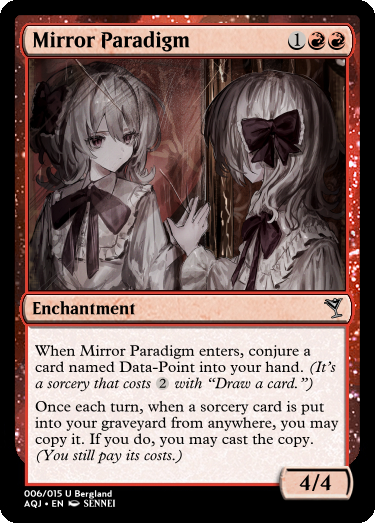 Mirror Paradigm 1
Enchantment
When Mirror Paradigm enters, conjure a
card named Data-Point into your hand. (It's
a sorcery that costs 2 with “Draw a card.”)
Once each turn, when a sorcery card is put
into your graveyard from anywhere, you may
copy it. If you do, you may cast the copy.
(You still pay its costs.)
4/4
006/015 U Bergland
AQJ • EN SENNEI